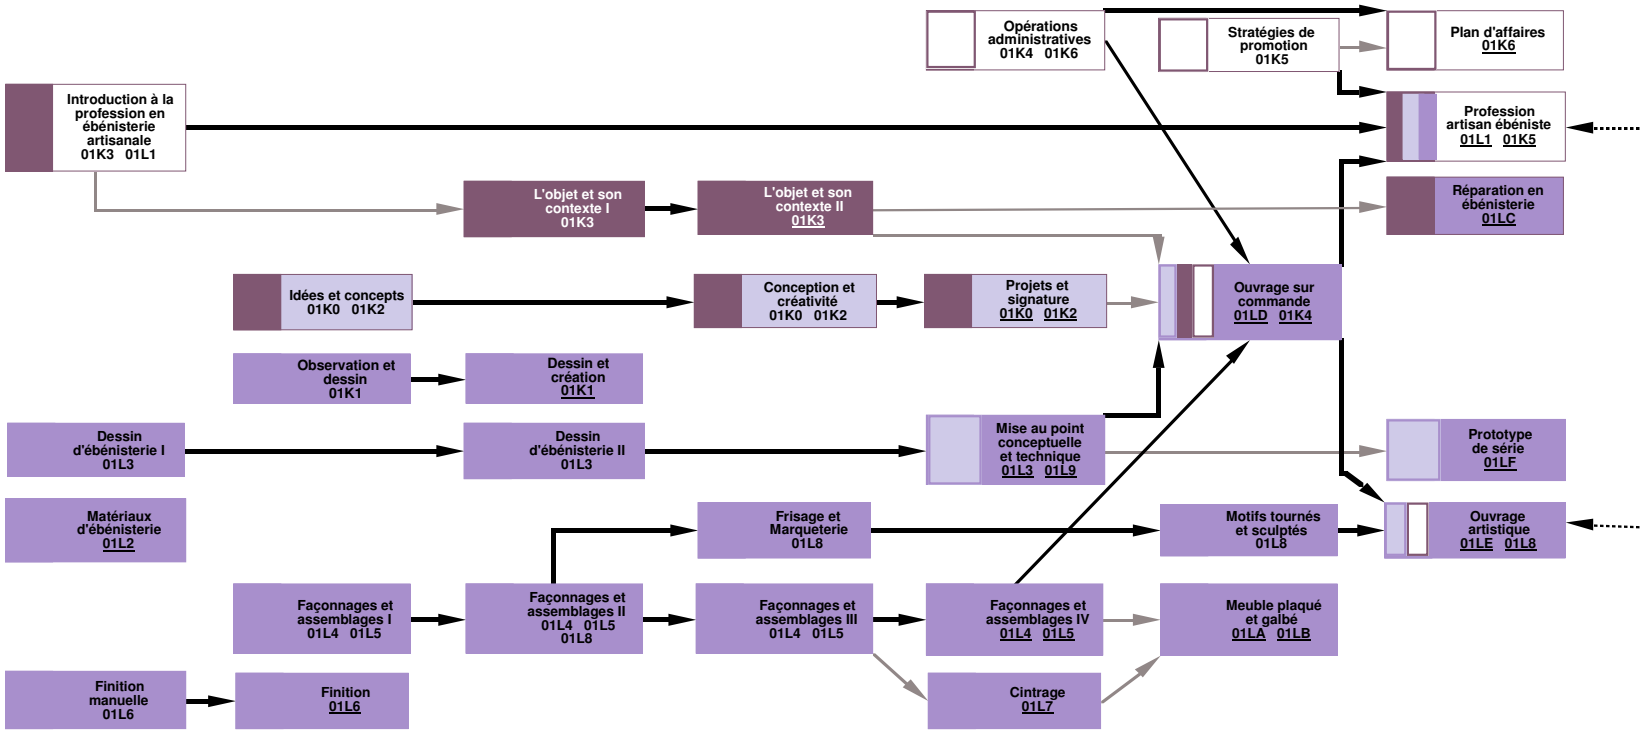 Opérations
administratives
01K4 01K6
Stratégies de
promotion
01K5
Plan d'affaires
01K6
Introduction à la
profession en
ébénisterie
artisanale
01K3 01L1
Profession
artisan ébéniste
01L1 01K5
L'objet et son
contexte I
01K3
L'objet et son
contexte II
01K3
Réparation en
ébénisterie
01LC
Idées et concepts
01K0 01K2
Conception et
créativité
01K0 01K2
Projets et
signature
01K0 01K2
Ouvrage sur
commande
01LD 01K4
Observation et
dessin
01K1
Dessin et
création
01K1
Dessin
d'ébénisterie I
01L3
Dessin
d'ébénisterie II
01L3
Mise au point
conceptuelle
et technique
01L3 01L9
Prototype
de série
01LF
Matériaux
d'ébénisterie
01L2
Frisage et
Marqueterie
01L8
Motifs tournés
et sculptés
01L8
Ouvrage
artistique
01LE 01L8
Façonnages et
assemblages I
01L4 01L5
Façonnages et
assemblages II
01L4 01L5
01L8
Façonnages et
assemblages III
01L4 01L5
Façonnages et
assemblages IV
01L4 01L5
Meuble plaqué
et galbé
01LA 01LB
Finition
manuelle
01L6
Finition
01L6
Cintrage
01L7